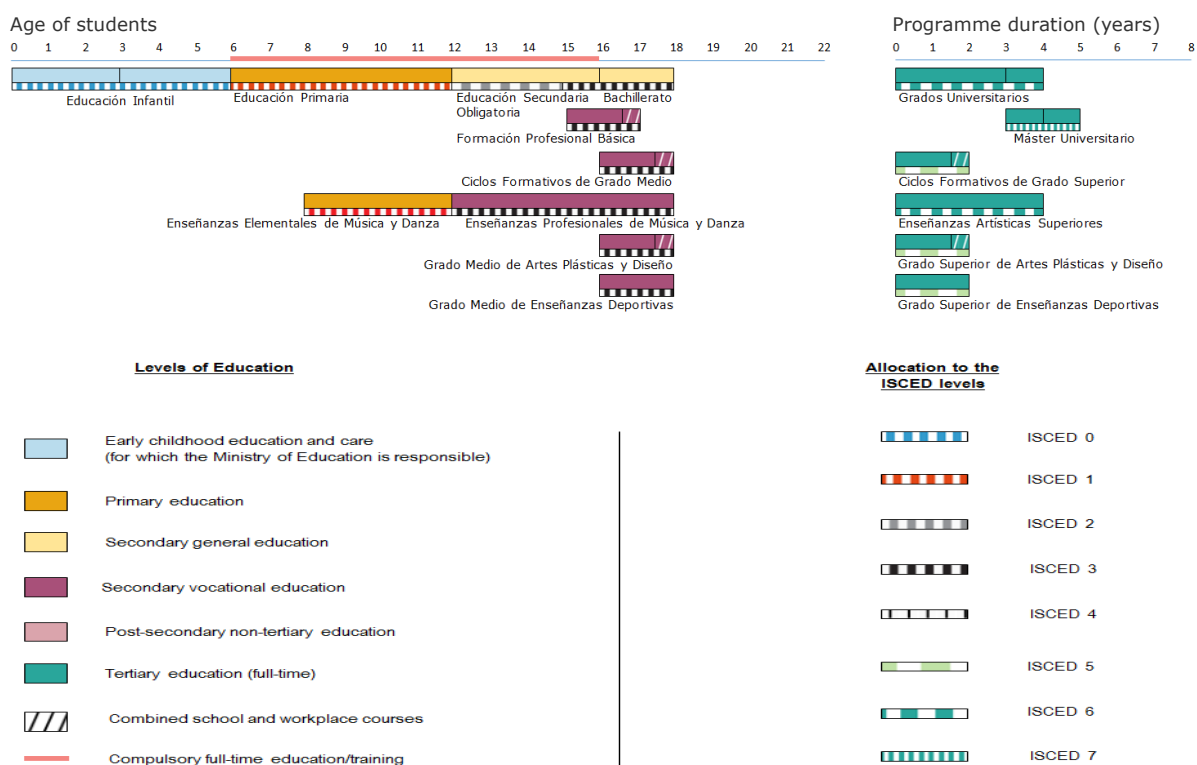 Age of students
Programme duration (years)
0 1 2 3 4 5 6 7 8 9 10 11 12 13 14 15 16 17 18 19 20 21 22
0 1 2 3 4 5 6 7 8
Educación Infantil
Educación Primaria
Educación Secundaria
Obligatoria
Bachillerato
Grados Universitarios
Formación Profesional Básica
Máster Universitario
Ciclos Formativos de Grado Medio
Ciclos Formativos de Grado Superior
Enseñanzas Elementales de Música y Danza
Enseñanzas Profesionales de Música y Danza
Enseñanzas Artísticas Superiores
Grado Medio de Artes Plásticas y Diseño
Grado Superior de Artes Plásticas y Diseño
Grado Medio de Enseñanzas Deportivas
Grado Superior de Enseñanzas Deportivas
Levels of Education
Early childhood education and care
(for which the Ministry of Education is responsible)
Primary education
Secondary general education
Secondary vocational education
Post-secondary non-tertiary education
Tertiary education (full-time)
Combined school and workplace courses
Compulsory full-time education/training
Allocation to the
ISCED levels
ISCED 0
ISCED 1
ISCED 2
ISCED 3
ISCED 4
ISCED 5
ISCED 6
ISCED 7